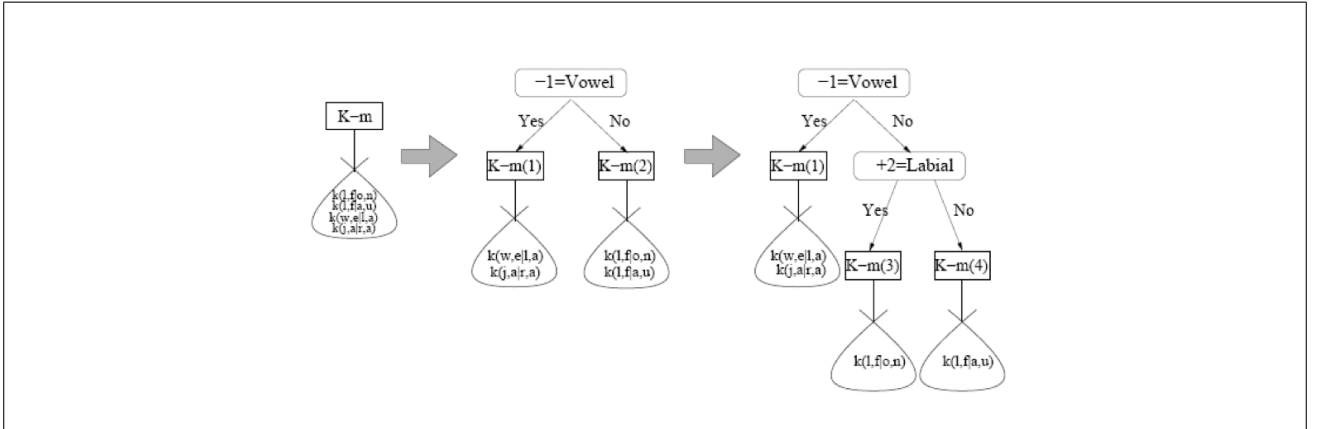 K−m
k(l,f|o,n)
k(l,f|a,u)
k(w,e|l,a)
k(j,a|r,a)
−1=Vowel
Yes
No
K−m(1)
K−m(2)
k(w,e|l,a)
k(j,a|r,a)
k(l,f|o,n)
k(l,f|a,u)
−1=Vowel
Yes
No
K−m(1)
+2=Labial
k(w,e|l,a)
k(j,a|r,a)
Yes
No
K−m(3)
K−m(4)
k(l,f|o,n)
k(l,f|a,u)